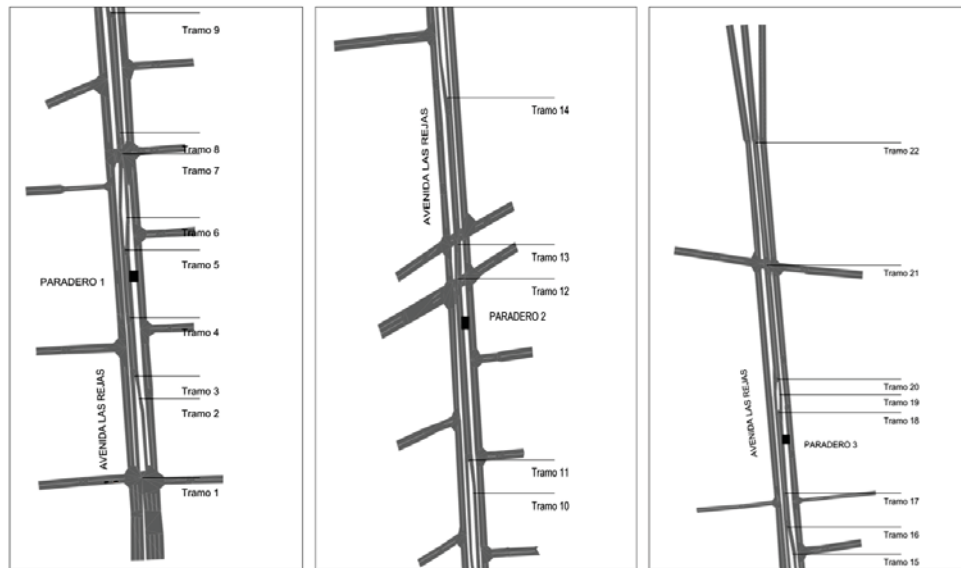 Tramo 9
Tramo 8
Tramo 7
Tramo 6
Tramo 5
PARADERO 1
Tramo 4
Tramo 3
Tramo 2
AVENIDA LAS REJAS
Tramo 1
Tramo 14
AVENIDA LAS REJAS
Tramo 13
Tramo 12
PARADERO 2
Tramo 11
Tramo 10
Tramo 22
Tramo 21
Tramo 20
Tramo 19
Tramo 18
AVENIDA LAS REJAS
PARADERO 3
Tramo 17
Tramo 16
Tramo 15